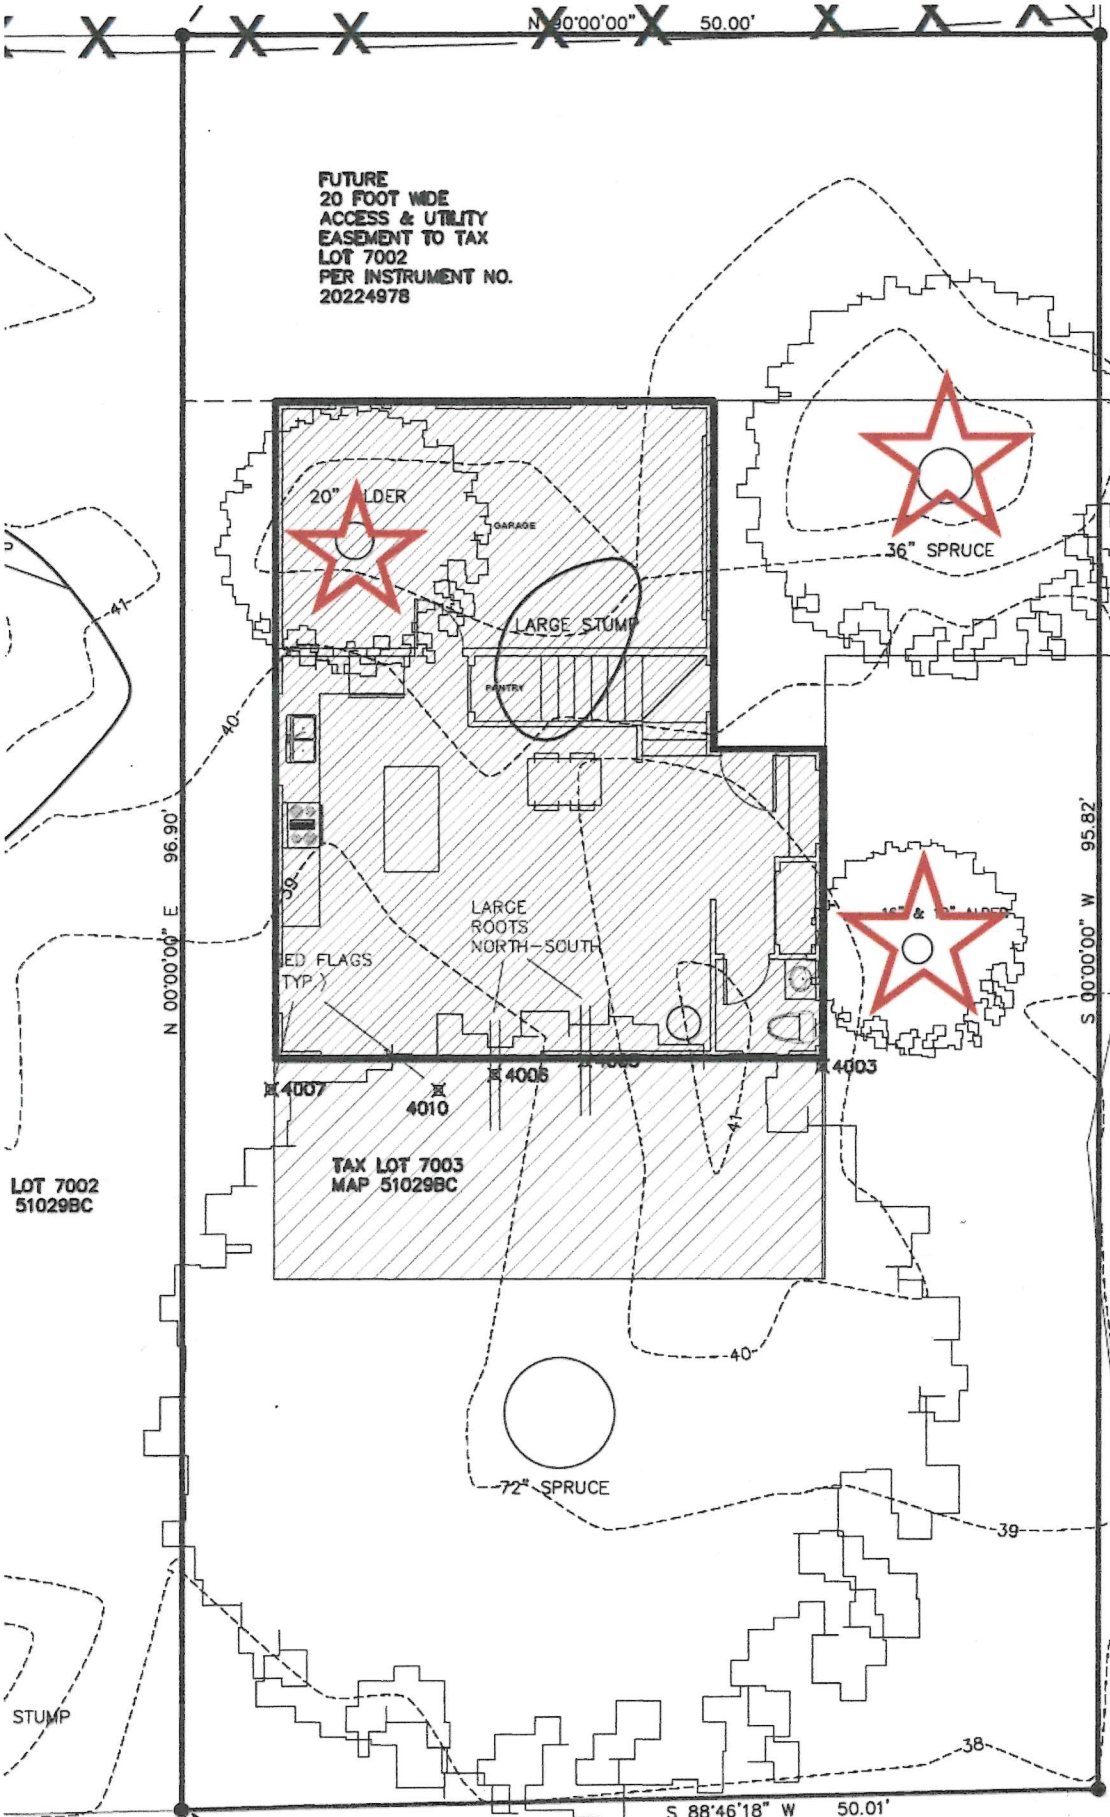 N 90°00'00" 50.00'
FUTURE
20 FOOT WIDE
ACCESS & UTILITY
EASEMENT TO TAX
LOT 7002
PER INSTRUMENT NO.
20224978
20" LDER
GARAGE
36" SPRUCE
LARGE STUMP
41
PANTRY
40
N 00°00'00" E 96.90'
S 00°00'00" W 95.82'
39
LARGE
ROOTS
NORTH-SOUTH
& ALDER
ED FLAGS
TYP.)
4006
4003
4007
4010
41
TAX LOT 7003
MAP 51029BC
LOT 7002
51029BC
40
72" SPRUCE
39
STUMP
38
S 88°46'18" W 50.01'